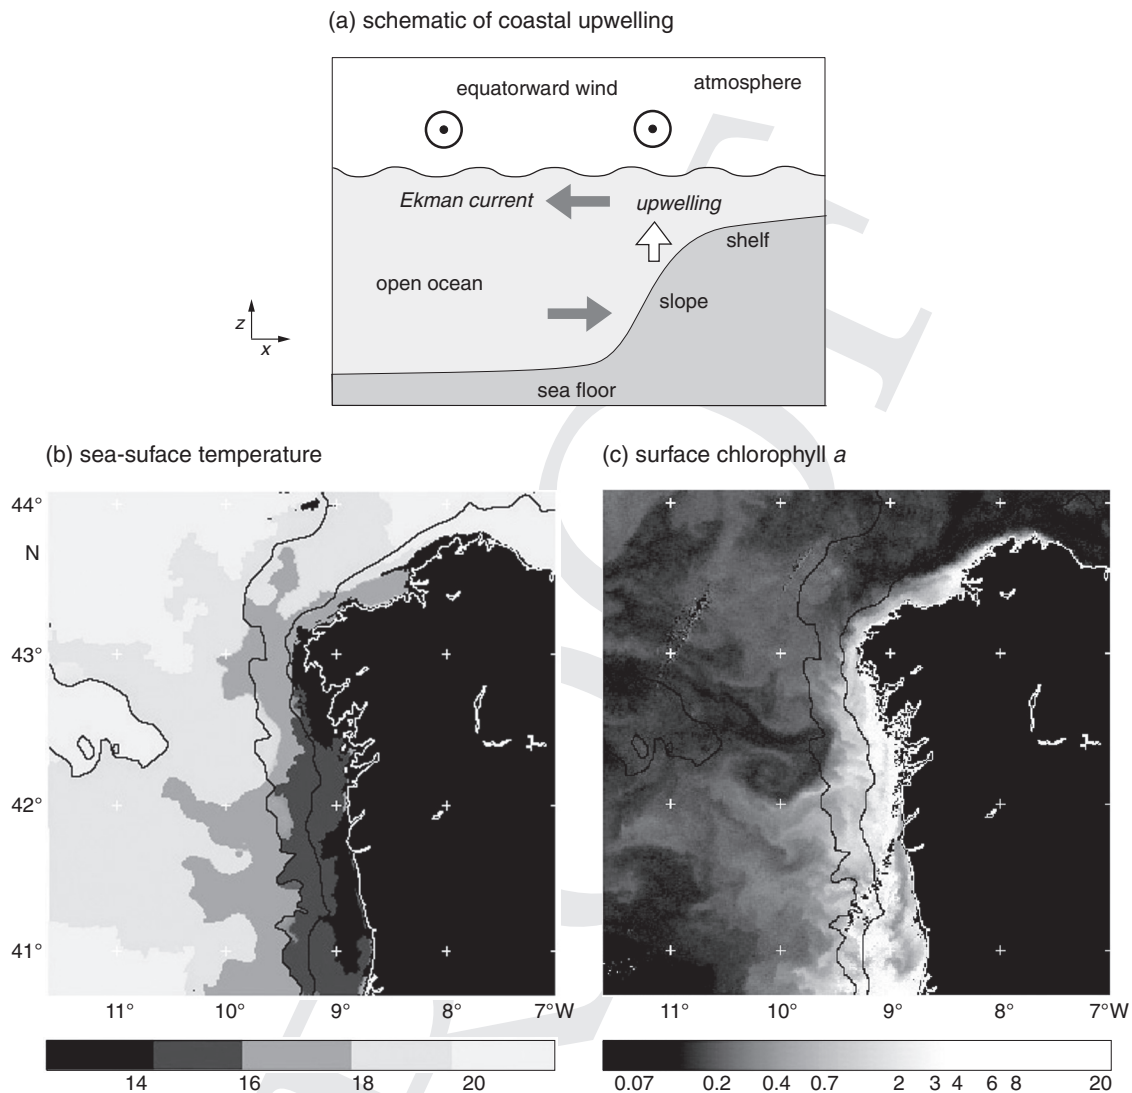 (a) schematic of coastal upwelling
equatorward wind
atmosphere
Ekman current
upwelling
shelf
open ocean
slope
z
x
sea floor
(b) sea-suface temperature
44°
N
43°
42°
41°
11° 10° 9° 8° 7°W
14 16 18 20
(c) surface chlorophyll a
11° 10° 9° 8° 7°W
0.07 0.2 0.4 0.7 2 3 4 6 8 20